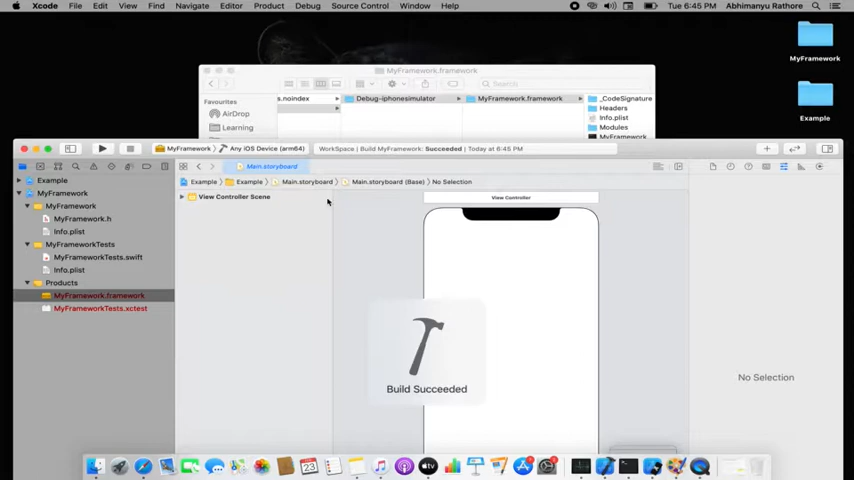 Xcode File Edit View Find Navigate Editor Product Debug Source Control Window Help Tue 6:45 PM Abhimanyu Rathore
MyFramework
Example
MyFramework.framework
Search
Favourites
AirDrop
Learning
s.noindex
Debug-iphonesimulator
MyFramework.framework
_CodeSignature
Headers
Info.plist
Modules
MyFramework
MyFramework Any iOS Device (arm64)
WorkSpace | Build MyFramework: Succeeded | Today at 6:45 PM
Main.storyboard
Example Example Main.storyboard Main.storyboard (Base) No Selection
Example
MyFramework
MyFramework
MyFramework.h
Info.plist
MyFrameworkTests
MyFrameworkTests.swift
Info.plist
Products
MyFramework.framework
MyFrameworkTests.xctest
View Controller Scene
View Controller
Build Succeeded
No Selection
23
tv